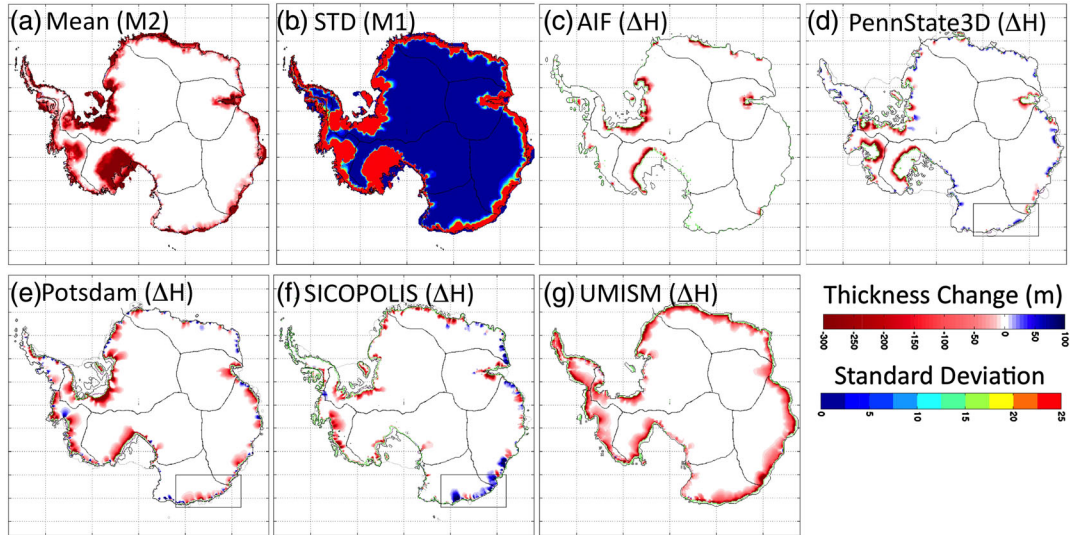 (a) Mean (M2)
(b) STD (M1)
(c) AIF (ΔH)
(d) PennState3D (ΔH)
(e) Potsdam (ΔH)
(f) SICOPOLIS (ΔH)
(g) UMISM (ΔH)
Thickness Change (m)
-300 -250 -200 -150 -100 -50 0 50 100
Standard Deviation
0 5 10 15 20 25